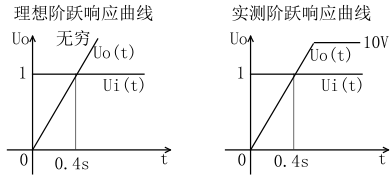 理想阶跃响应曲线
Uo
无穷
Uo(t)
1
Ui(t)
0
0.4s
t
实测阶跃响应曲线
Uo
10V
Uo(t)
1
Ui(t)
0
0.4s
t